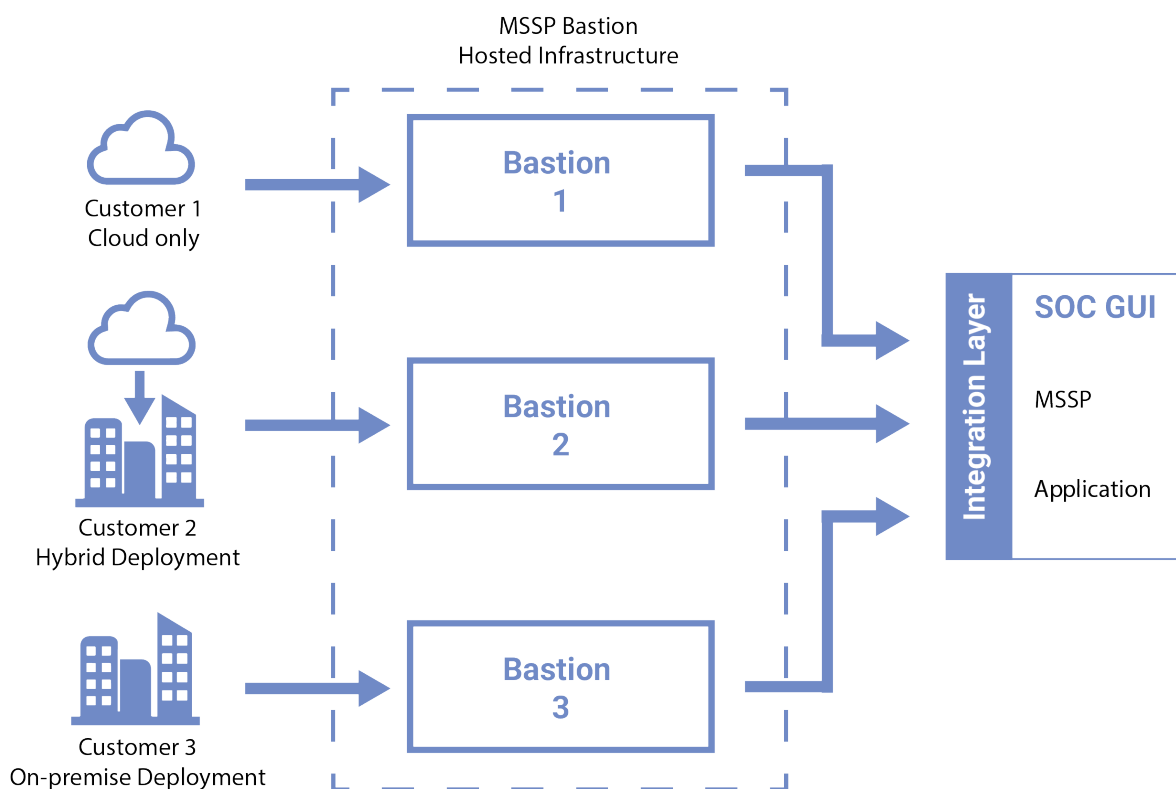 MSSP Bastion
Hosted Infrastructure
Customer 1
Cloud only
Bastion
1
Customer 2
Hybrid Deployment
Bastion
2
Customer 3
On-premise Deployment
Bastion
3
Integration Layer
SOC GUI
MSSP
Application